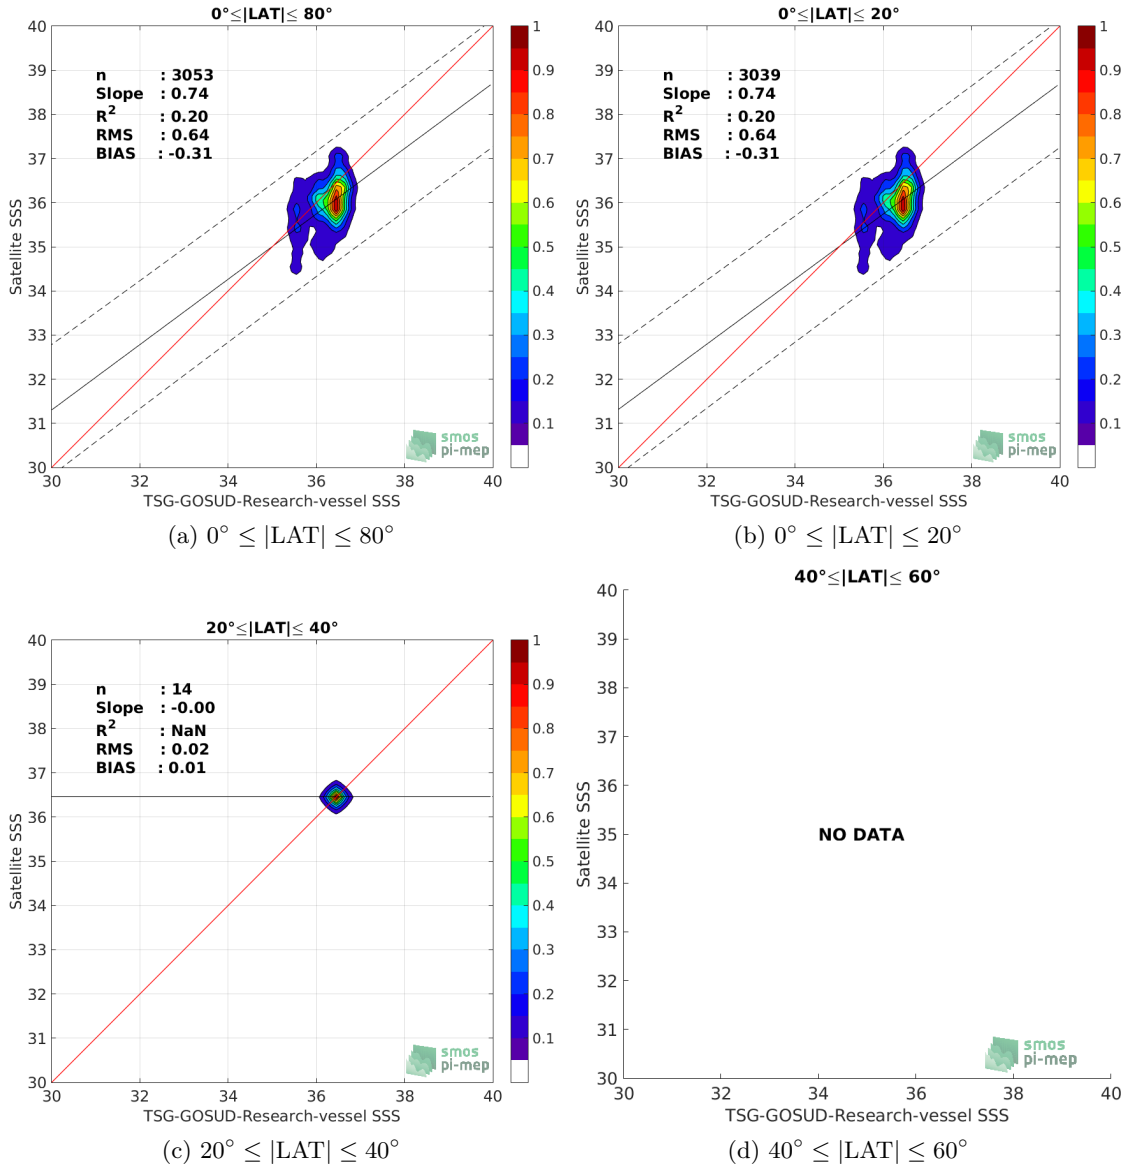 0°≤|LAT|≤ 80°
40
39
38
37
36
35
34
33
32
31
30
Satellite SSS
n : 3053
Slope : 0.74
R² : 0.20
RMS : 0.64
BIAS : -0.31
smos
pi-mep
30 32 34 36 38 40
TSG-GOSUD-Research-vessel SSS
1
0.9
0.8
0.7
0.6
0.5
0.4
0.3
0.2
0.1
(a) 0° ≤ |LAT| ≤ 80°
0°≤|LAT|≤ 20°
40
39
38
37
36
35
34
33
32
31
30
Satellite SSS
n : 3039
Slope : 0.74
R² : 0.20
RMS : 0.64
BIAS : -0.31
smos
pi-mep
30 32 34 36 38 40
TSG-GOSUD-Research-vessel SSS
1
0.9
0.8
0.7
0.6
0.5
0.4
0.3
0.2
0.1
(b) 0° ≤ |LAT| ≤ 20°
20°≤|LAT|≤ 40°
40
39
38
37
36
35
34
33
32
31
30
Satellite SSS
n : 14
Slope : -0.00
R² : NaN
RMS : 0.02
BIAS : 0.01
smos
pi-mep
30 32 34 36 38 40
TSG-GOSUD-Research-vessel SSS
1
0.9
0.8
0.7
0.6
0.5
0.4
0.3
0.2
0.1
(c) 20° ≤ |LAT| ≤ 40°
40°≤|LAT|≤ 60°
40
39
38
37
36
35
34
33
32
31
30
Satellite SSS
NO DATA
smos
pi-mep
30 32 34 36 38 40
TSG-GOSUD-Research-vessel SSS
(d) 40° ≤ |LAT| ≤ 60°